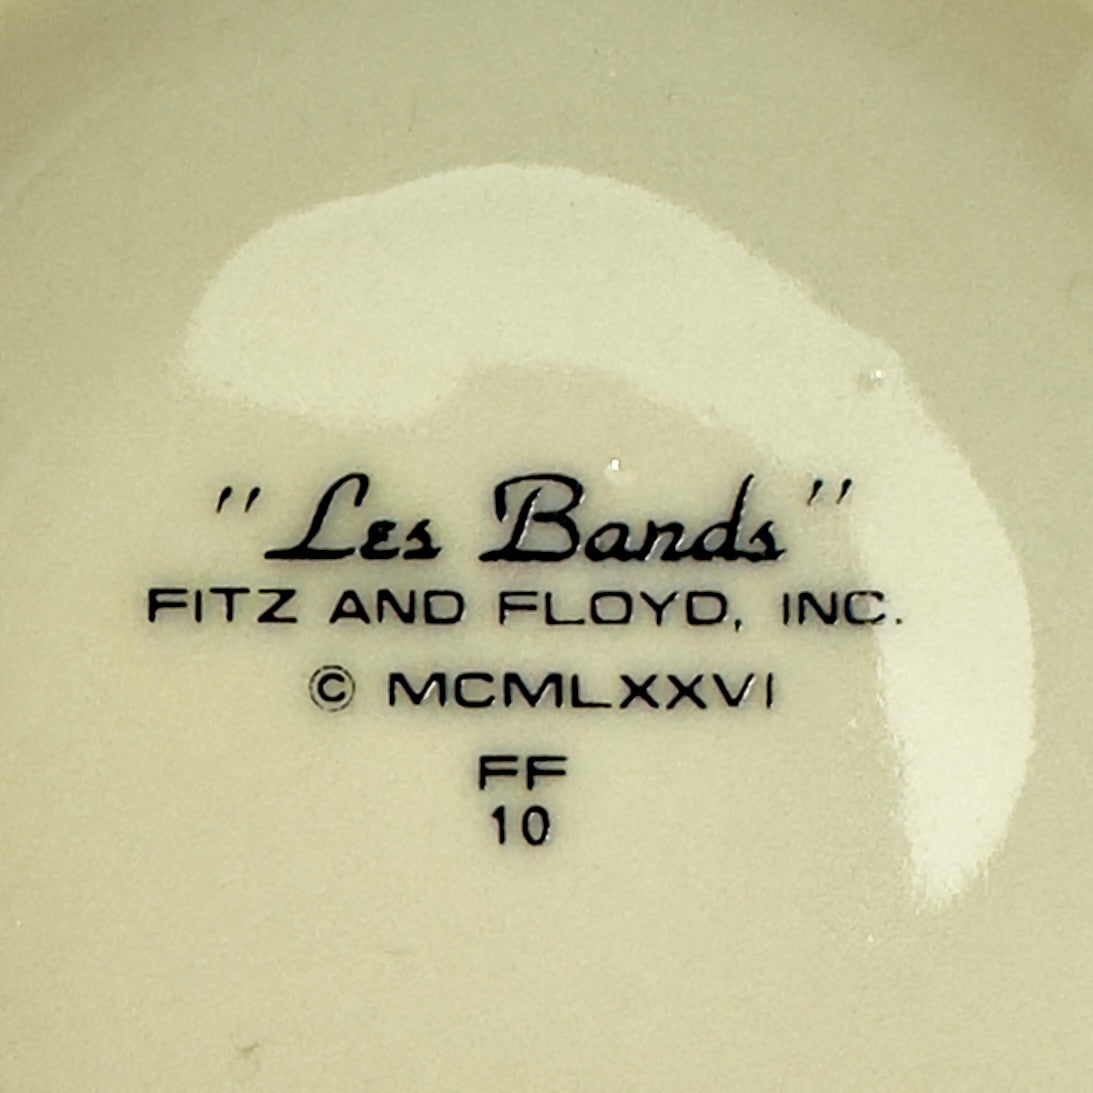 "Les Bands"
FITZ AND FLOYD, INC.
© MCMLXXVI
FF
10